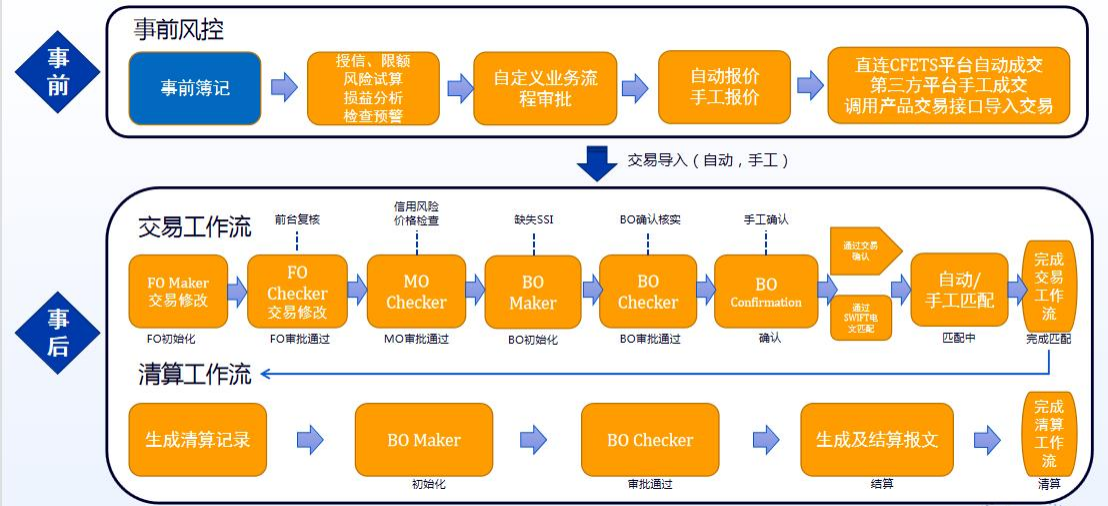 事前
事前风控
事前簿记
授信、限额
风险试算
损益分析
检查预警
自定义业务流
程审批
自动报价
手工报价
直连CFETS平台自动成交
第三方平台手工成交
调用产品交易接口导入交易
交易导入（自动，手工）
事后
交易工作流
前台复核
信用风险
价格检查
缺失SSI
BO确认核实
手工确认
FO Maker
交易修改
FO
Checker
交易修改
MO
Checker
BO
Maker
BO
Checker
BO
Confirmation
通过交易
确认
通过
SWIFT电
文匹配
自动/
手工匹配
完成
交易
工作
流
FO初始化
FO审批通过
MO审批通过
BO初始化
BO审批通过
确认
匹配中
完成匹配
清算工作流
生成清算记录
BO Maker
BO Checker
生成及结算报文
完成
清算
工作
流
初始化
审批通过
结算
清算